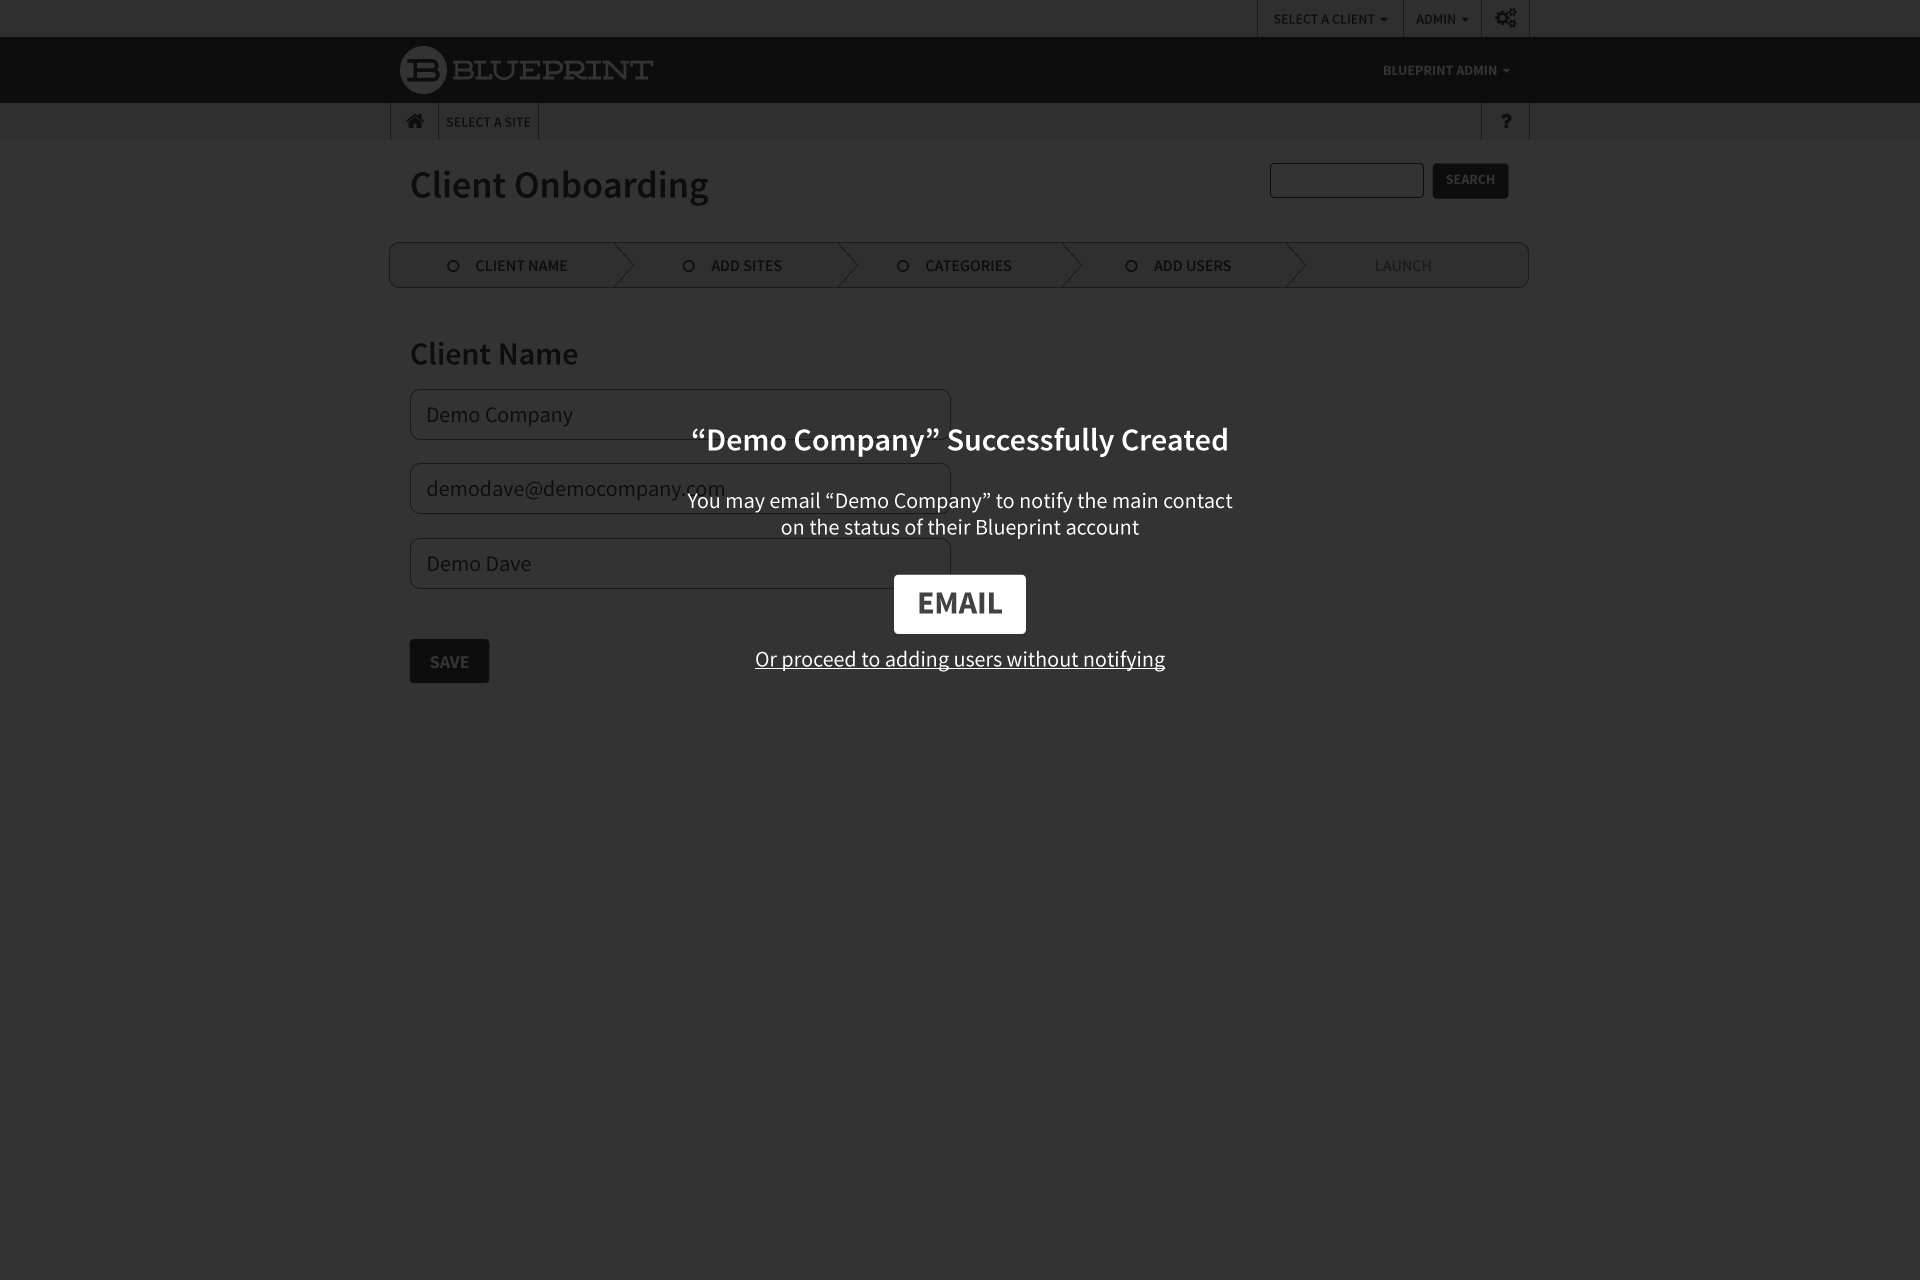 SELECT A CLIENT
ADMIN
B BLUEPRINT
BLUEPRINT ADMIN
SELECT A SITE
?
Client Onboarding
SEARCH
CLIENT NAME
ADD SITES
CATEGORIES
ADD USERS
LAUNCH
Client Name
Demo Company
“Demo Company” Successfully Created
demodave@democompany.com
You may email “Demo Company” to notify the main contact
on the status of their Blueprint account
Demo Dave
EMAIL
Or proceed to adding users without notifying
SAVE